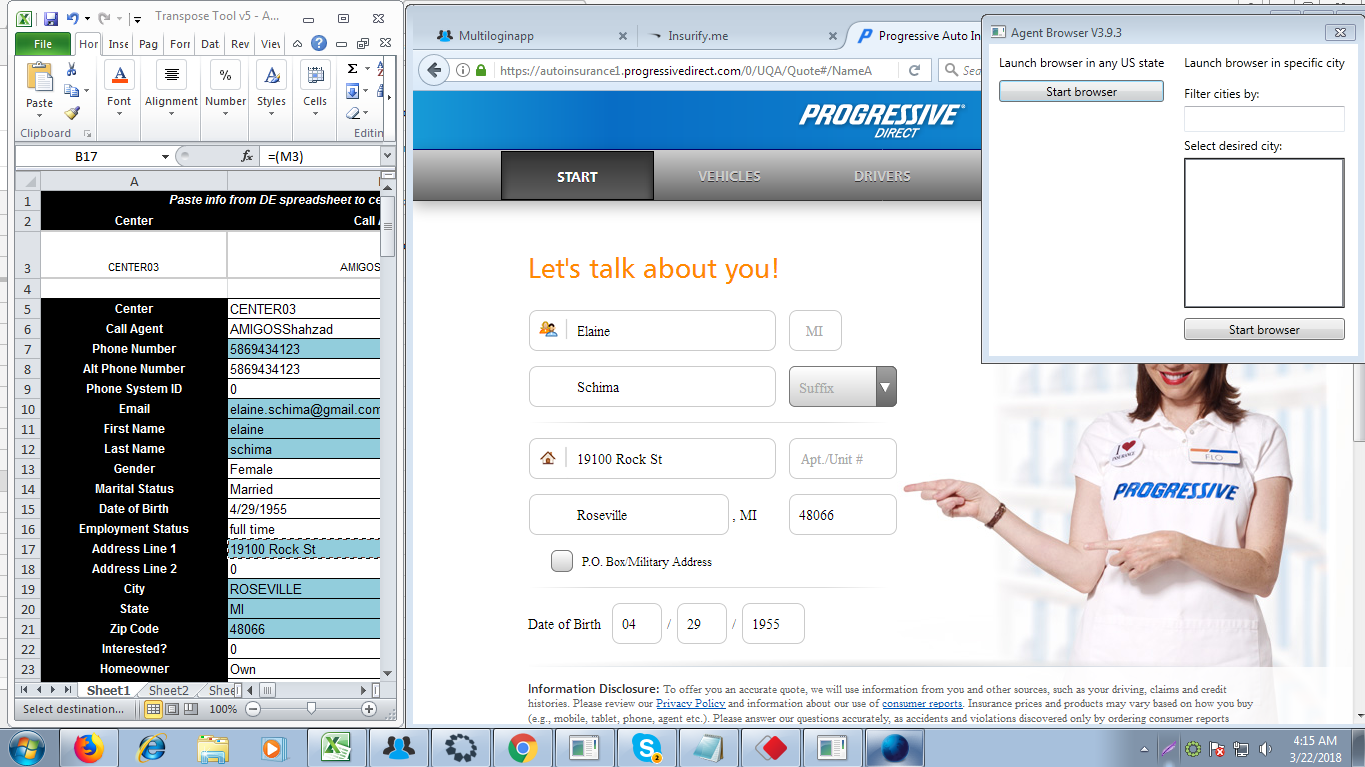 Transpose Tool v5 - A...
File
Hor
Inse
Pag
Forr
Dat
Rev
Viev
Paste
Clipboard
Font
Alignment
Number
Styles
Cells
Editin
B17
fx
=(M3)
A
1
Paste info from DE spreadsheet to ce
2
Center
Call
3
CENTER03
AMIGOS
4
5
Center
CENTER03
6
Call Agent
AMIGOSShahzad
7
Phone Number
5869434123
8
Alt Phone Number
5869434123
9
Phone System ID
0
10
Email
elaine.schima@gmail.com
11
First Name
elaine
12
Last Name
schima
13
Gender
Female
14
Marital Status
Married
15
Date of Birth
4/29/1955
16
Employment Status
full time
17
Address Line 1
19100 Rock St
18
Address Line 2
0
19
City
ROSEVILLE
20
State
MI
21
Zip Code
48066
22
Interested?
0
23
Homeowner
Own
Sheet1
Sheet2
Shee
Select destination...
100%
Multiloginapp
Insurify.me
Progressive Auto In
https://autoinsurance1.progressivedirect.com/0/UQA/Quote#/NameA
Sea
PROGRESSIVE
DIRECT
START
VEHICLES
DRIVERS
Let's talk about you!
Elaine
MI
Schima
Suffix
19100 Rock St
Apt./Unit #
Roseville
, MI
48066
P.O. Box/Military Address
Date of Birth
04
/
29
/
1955
Information Disclosure: To offer you an accurate quote, we will use information from you and other sources, such as your driving, claims and credit
histories. Please review our Privacy Policy and information about our use of consumer reports. Insurance prices and products may vary based on how you buy
(e.g., mobile, tablet, phone, agent etc.). Please answer our questions accurately, as accidents and violations discovered only by ordering consumer reports
I
FLO
PROGRESSIVE
Agent Browser V3.9.3
Launch browser in any US state
Start browser
Launch browser in specific city
Filter cities by:
Select desired city:
Start browser
2
4:15 AM
3/22/2018